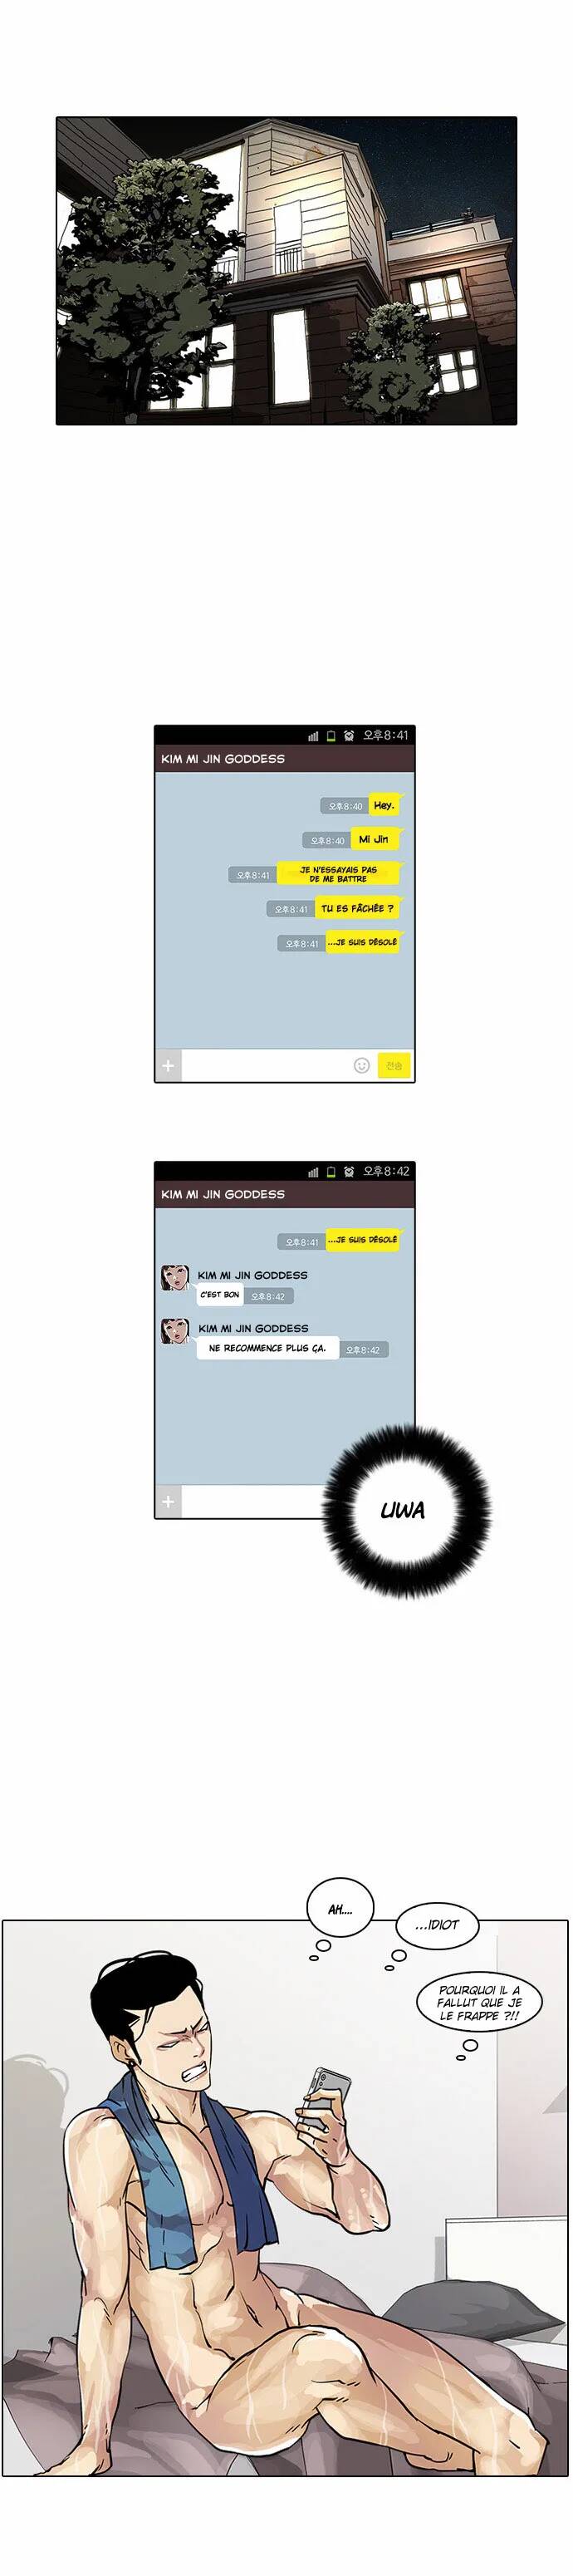 오후8:41
KIM MI JIN GODDESS
오후8:40 Hey.
오후8:40 Mi Jin
오후8:41 JE N'ESSAYAIS PAS
DE ME BATTRE
오후8:41 TU ES FÂCHÉE ?
오후8:41 ...JE SUIS DÉSOLÉ
전송
오후8:42
KIM MI JIN GODDESS
오후8:41 ...JE SUIS DÉSOLÉ
KIM MI JIN GODDESS
C'EST BON 오후8:42
KIM MI JIN GODDESS
NE RECOMMENCE PLUS ÇA. 오후8:42
UWA
AH....
...IDIOT
POURQUOI IL A
FALLUT QUE JE
LE FRAPPE ?!!